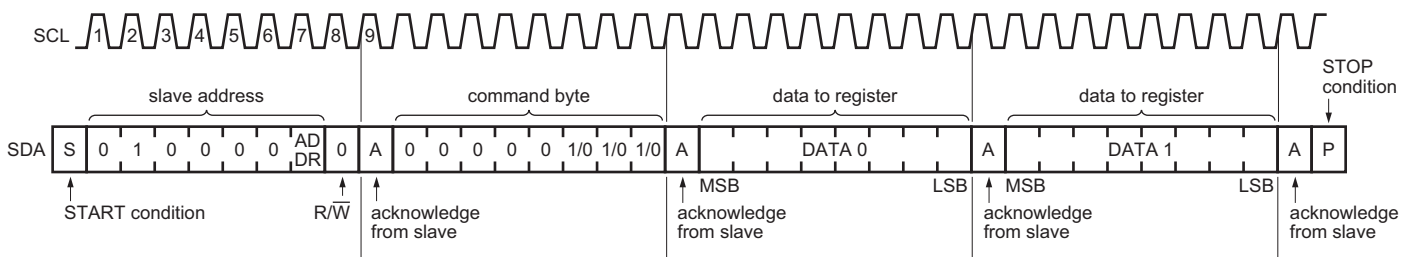 SCL 1 2 3 4 5 6 7 8 9
STOP
condition
slave address command byte data to register data to register
SDA S 0 1 0 0 0 0 AD DR 0 A 0 0 0 0 0 1/0 1/0 1/0 A DATA 0 A DATA 1 A P
MSB LSB MSB LSB
START condition R/W̅ acknowledge from slave acknowledge from slave acknowledge from slave acknowledge from slave